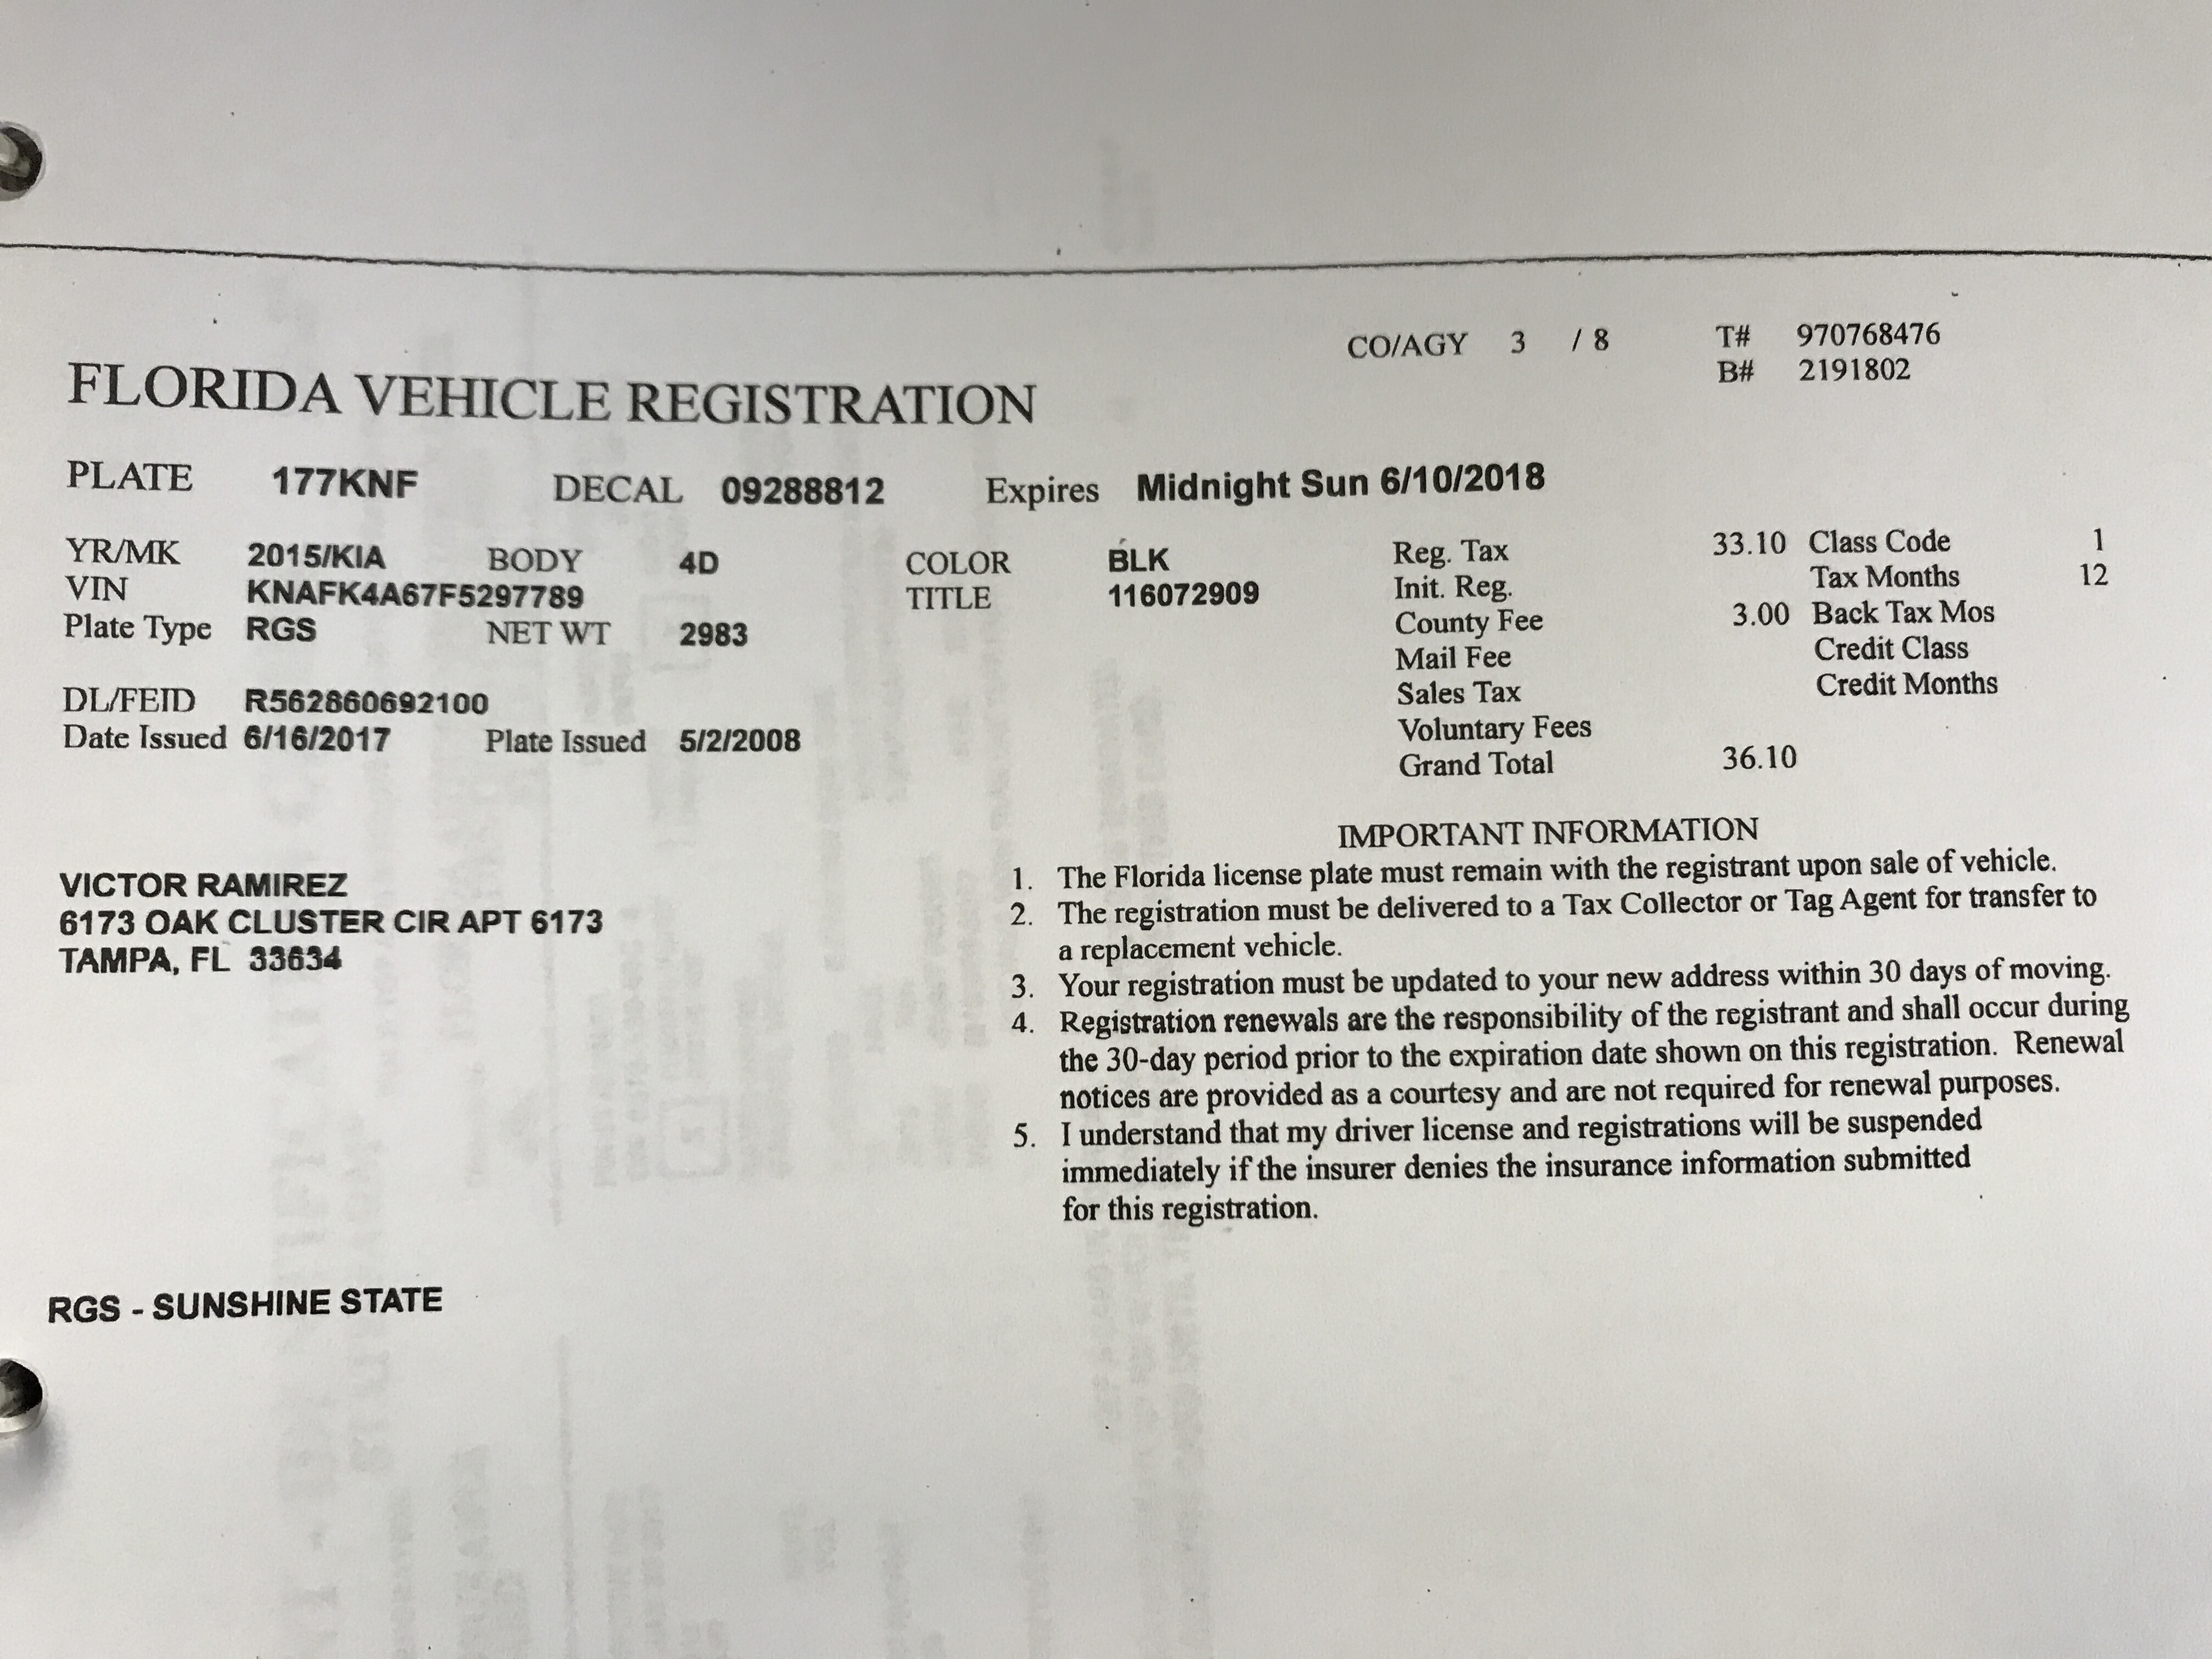 CO/AGY 3 / 8 T# 970768476
B# 2191802
FLORIDA VEHICLE REGISTRATION
PLATE 177KNF DECAL 09288812 Expires Midnight Sun 6/10/2018
YR/MK 2015/KIA BODY 4D COLOR BLK Reg. Tax 33.10 Class Code 1
VIN KNAFK4A67F5297789 TITLE 116072909 Init. Reg. Tax Months 12
Plate Type RGS NET WT 2983 County Fee 3.00 Back Tax Mos
Mail Fee Credit Class
DL/FEID R562860692100 Sales Tax Credit Months
Date Issued 6/16/2017 Plate Issued 5/2/2008 Voluntary Fees
Grand Total 36.10
IMPORTANT INFORMATION
VICTOR RAMIREZ
6173 OAK CLUSTER CIR APT 6173
TAMPA, FL 33634
1. The Florida license plate must remain with the registrant upon sale of vehicle.
2. The registration must be delivered to a Tax Collector or Tag Agent for transfer to
a replacement vehicle.
3. Your registration must be updated to your new address within 30 days of moving.
4. Registration renewals are the responsibility of the registrant and shall occur during
the 30-day period prior to the expiration date shown on this registration. Renewal
notices are provided as a courtesy and are not required for renewal purposes.
5. I understand that my driver license and registrations will be suspended
immediately if the insurer denies the insurance information submitted
for this registration.
RGS - SUNSHINE STATE